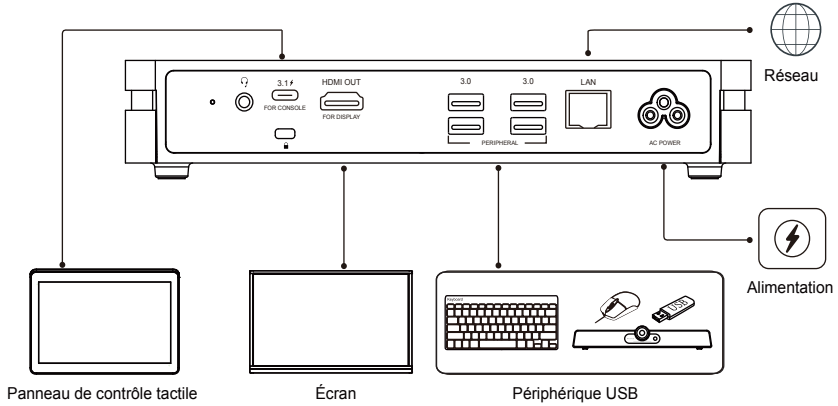 Réseau
3.1
HDMI OUT
3.0
3.0
LAN
FOR CONSOLE
FOR DISPLAY
PERIPHERAL
AC POWER
Alimentation
Keyboard
USB
Panneau de contrôle tactile
Écran
Périphérique USB